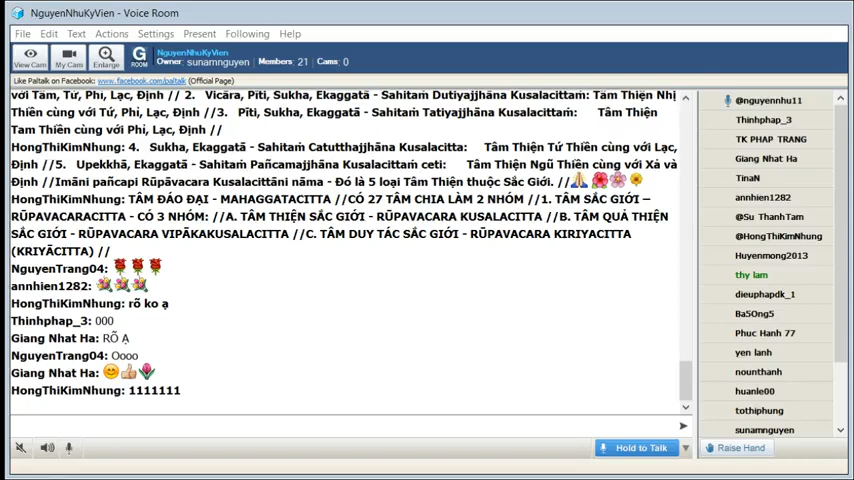 NguyenNhuKyVien - Voice Room
File Edit Text Actions Settings Present Following Help
View Cam My Cam Enlarge G ROOM
NguyenNhuKyVien
Owner: sunamnguyen | Members: 21 | Cams: 0
Like Paltalk on Facebook: www.facebook.com/paltalk (Official Page)
với Tầm, Tứ, Phỉ, Lạc, Định // 2. Vicāra, Pīti, Sukha, Ekaggatā - Sahitaṁ Dutiyajjhāna Kusalacittaṁ: Tâm Thiện Nhị
Thiền cùng với Tứ, Phỉ, Lạc, Định //3. Pīti, Sukha, Ekaggatā - Sahitaṁ Tatiyajjhāna Kusalacittaṁ: Tâm Thiện
Tam Thiền cùng với Phỉ, Lạc, Định //
HongThiKimNhung: 4. Sukha, Ekaggatā - Sahitaṁ Catutthajjhāna Kusalacitta: Tâm Thiện Tứ Thiền cùng với Lạc,
Định //5. Upekkhā, Ekaggatā - Sahitaṁ Pañcamajjhāna Kusalacittaṁ ceti: Tâm Thiện Ngũ Thiền cùng với Xả và
Định //Imāni pañcapi Rūpāvacara Kusalacittāni nāma - Đó là 5 loại Tâm Thiện thuộc Sắc Giới. //
HongThiKimNhung: TÂM ĐÁO ĐẠI - MAHAGGATACITTA //CÓ 27 TÂM CHIA LÀM 2 NHÓM //1. TÂM SẮC GIỚI –
RŪPAVACARACITTA - CÓ 3 NHÓM: //A. TÂM THIỆN SẮC GIỚI - RŪPAVACARA KUSALACITTA //B. TÂM QUẢ THIỆN
SẮC GIỚI - RŪPAVACARA VIPĀKAKUSALACITTA //C. TÂM DUY TÁC SẮC GIỚI - RŪPAVACARA KIRIYACITTA
(KRIYĀCITTA) //
NguyenTrang04:
annhien1282:
HongThiKimNhung: rõ ko ạ
Thinhphap_3: 000
Giang Nhat Ha: RÕ Ạ
NguyenTrang04: Oooo
Giang Nhat Ha:
HongThiKimNhung: 1111111
Hold to Talk
Raise Hand
@nguyennhu11
Thinhphap_3
TK PHAP TRANG
Giang Nhat Ha
TinaN
annhien1282
@Su ThanhTam
@HongThiKimNhung
Huyenmong2013
thy lam
dieuphapdk_1
Ba5Ong5
Phuc Hanh 77
yen lanh
nounthanh
huanle00
tothiphung
sunamnguyen